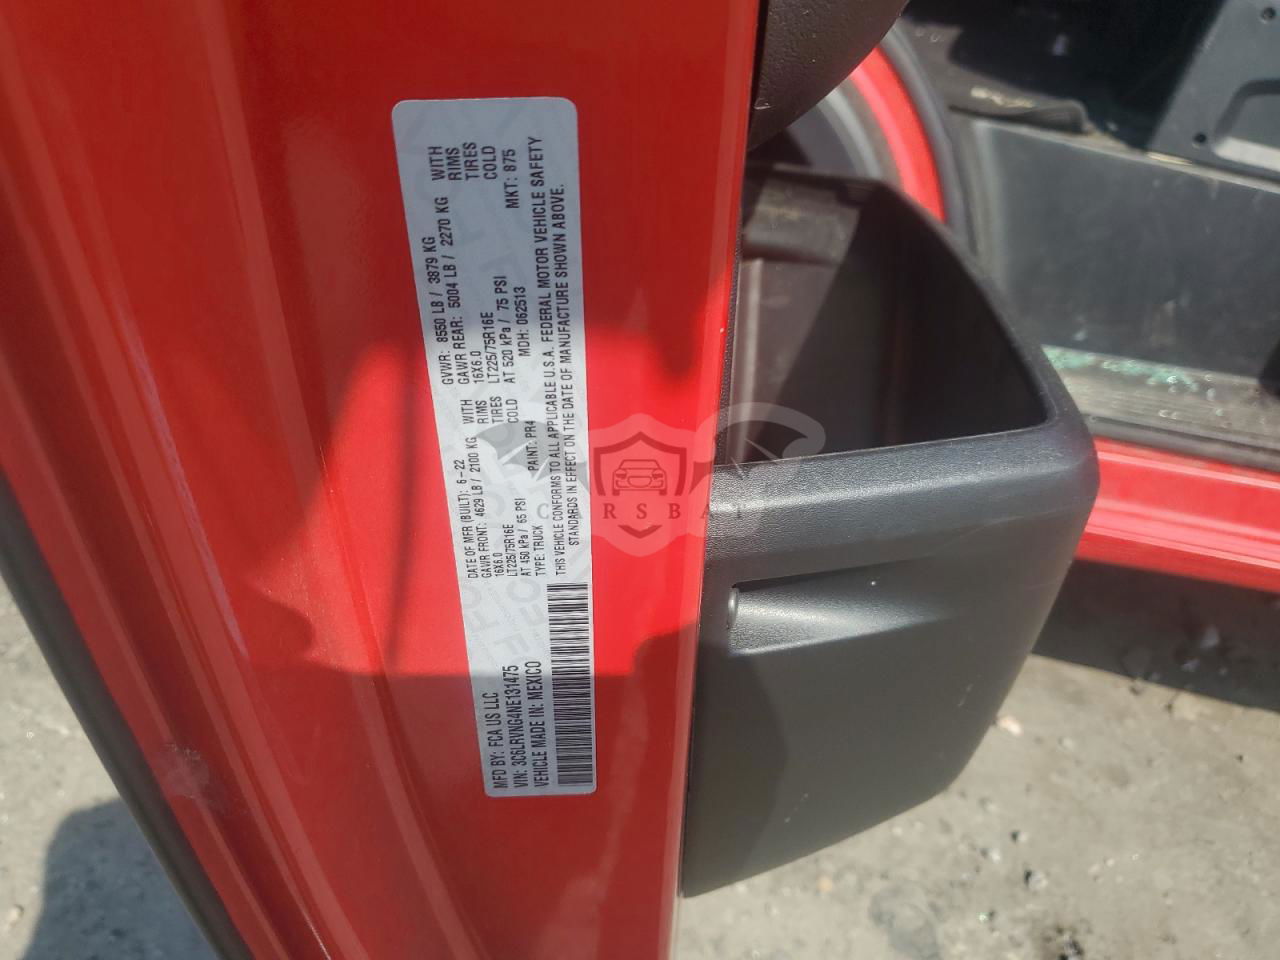 MFD BY: FCA US LLC
DATE OF MFR (BUILT): 6-22
GVWR: 8550 LB / 3879 KG
GAWR FRONT: 4629 LB / 2100 KG WITH
16X6.0 RIMS
LT225/75R16E TIRES
AT 450 kPa / 65 PSI COLD
GAWR REAR: 5004 LB / 2270 KG WITH
16X6.0 RIMS
LT225/75R16E TIRES
AT 520 kPa / 75 PSI COLD
VIN: 3C6LRVNG4NE131475
TYPE: TRUCK PAINT: PR4 MDH: 062513 MKT: 875
VEHICLE MADE IN: MEXICO
THIS VEHICLE CONFORMS TO ALL APPLICABLE U.S.A. FEDERAL MOTOR VEHICLE SAFETY
STANDARDS IN EFFECT ON THE DATE OF MANUFACTURE SHOWN ABOVE.
CARSBA